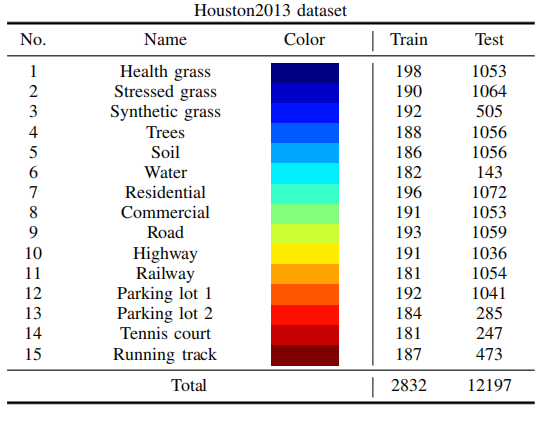 Houston2013 dataset
No. Name Color Train Test
1 Health grass 198 1053
2 Stressed grass 190 1064
3 Synthetic grass 192 505
4 Trees 188 1056
5 Soil 186 1056
6 Water 182 143
7 Residential 196 1072
8 Commercial 191 1053
9 Road 193 1059
10 Highway 191 1036
11 Railway 181 1054
12 Parking lot 1 192 1041
13 Parking lot 2 184 285
14 Tennis court 181 247
15 Running track 187 473
Total 2832 12197